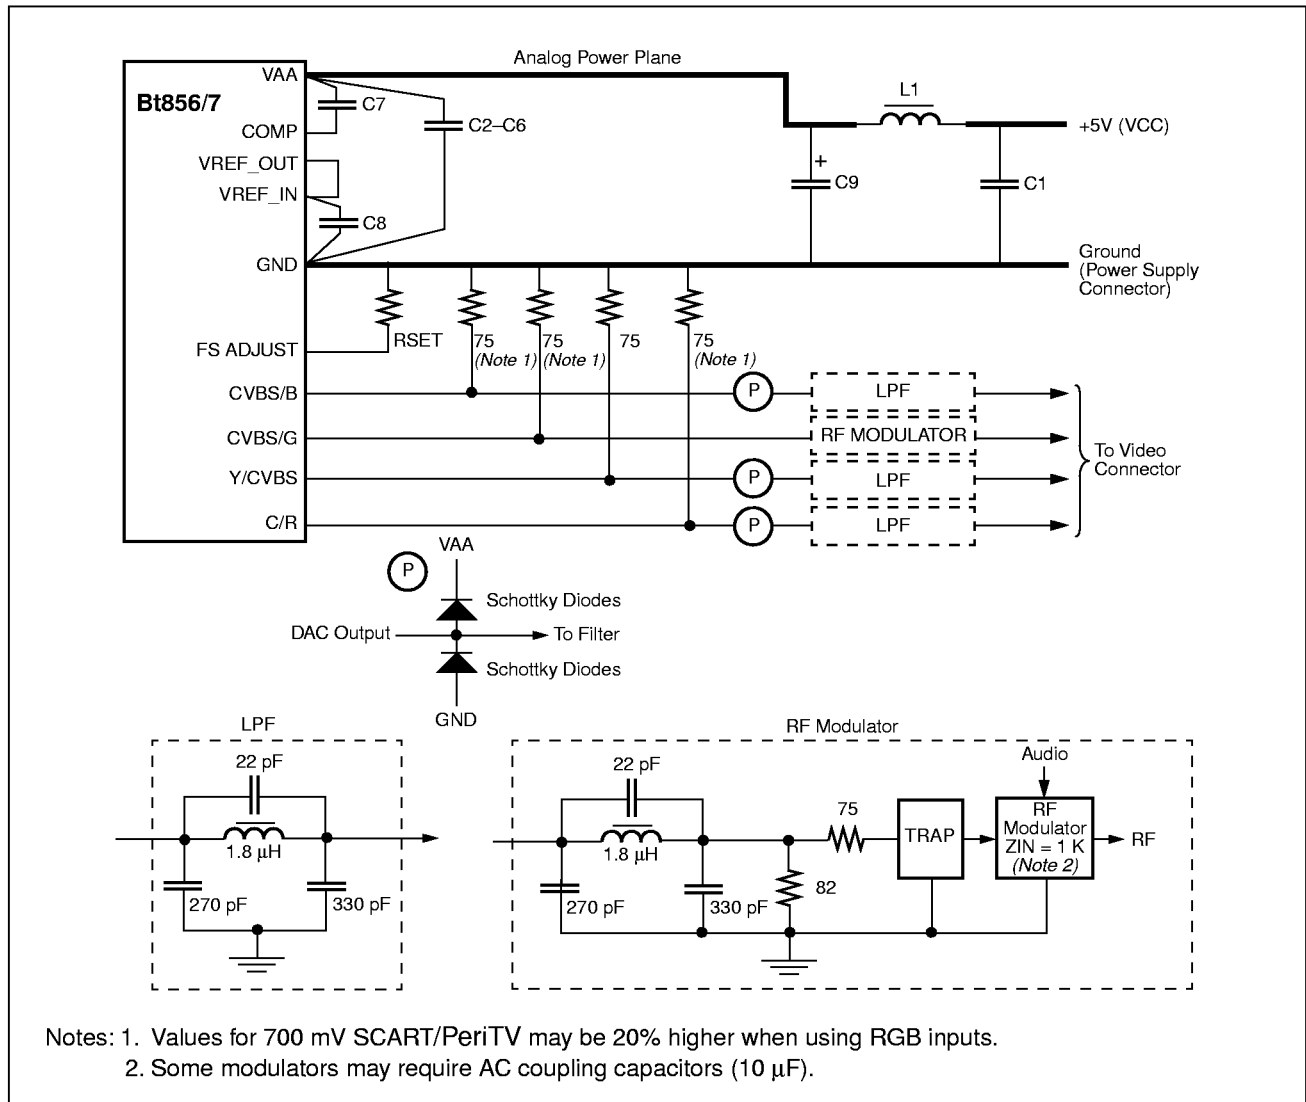 Analog Power Plane
VAA
Bt856/7
C7
C2–C6
L1
+5V (VCC)
COMP
VREF_OUT
+
C9
C1
VREF_IN
C8
GND
Ground
(Power Supply
Connector)
RSET
75
(Note 1)
75
(Note 1)
75
75
(Note 1)
FS ADJUST
CVBS/B
P
LPF
CVBS/G
RF MODULATOR
To Video
Connector
Y/CVBS
P
LPF
C/R
P
LPF
VAA
P
Schottky Diodes
DAC Output
To Filter
Schottky Diodes
GND
LPF
22 pF
1.8 µH
270 pF
330 pF
RF Modulator
22 pF
1.8 µH
270 pF
330 pF
75
82
TRAP
Audio
RF
Modulator
ZIN = 1 K
(Note 2)
RF
Notes: 1. Values for 700 mV SCART/PeriTV may be 20% higher when using RGB inputs.
2. Some modulators may require AC coupling capacitors (10 µF).